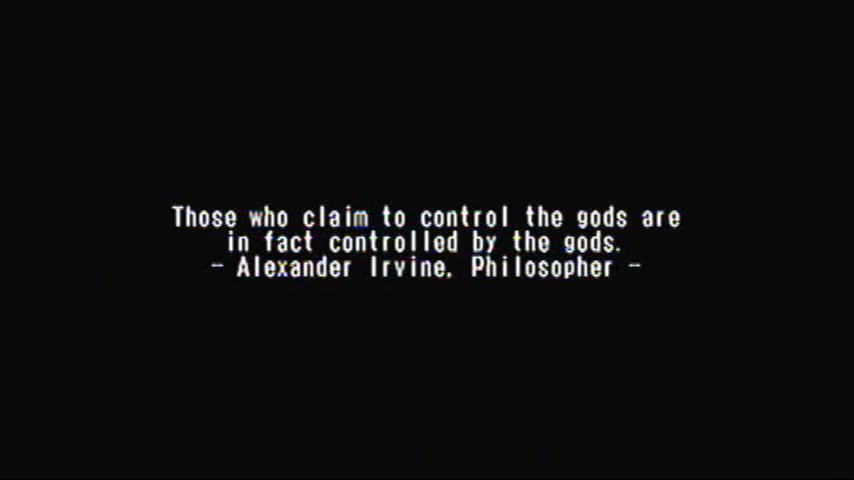 Those who claim to control the gods are
in fact controlled by the gods.
- Alexander Irvine, Philosopher -